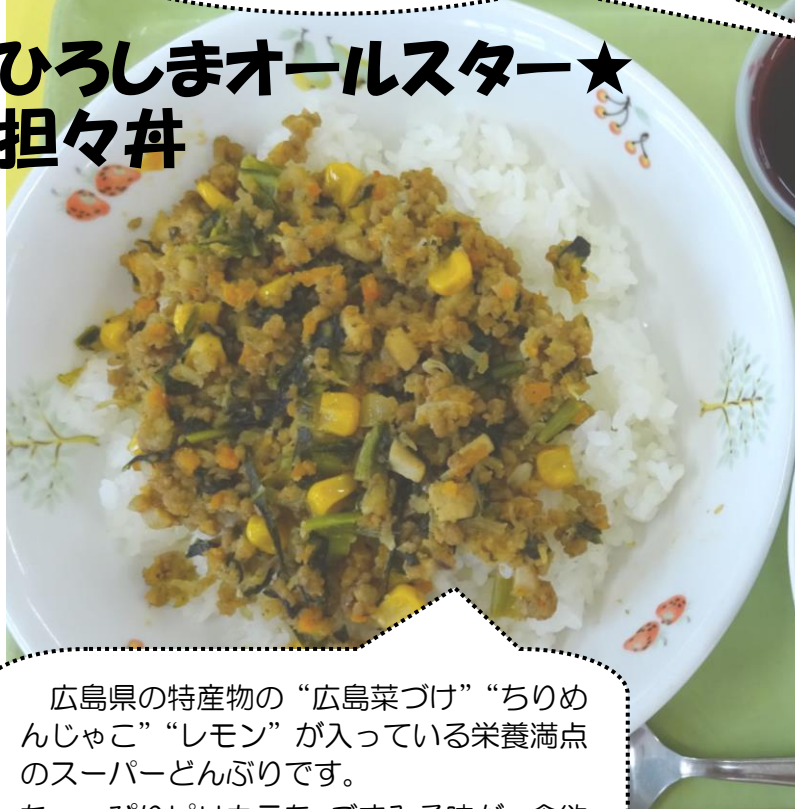 ひろしまオールスター★
担々丼
広島県の特産物の“広島菜づけ”“ちりめ
んじゃこ”“レモン”が入っている栄養満点
のスーパーどんぶりです。